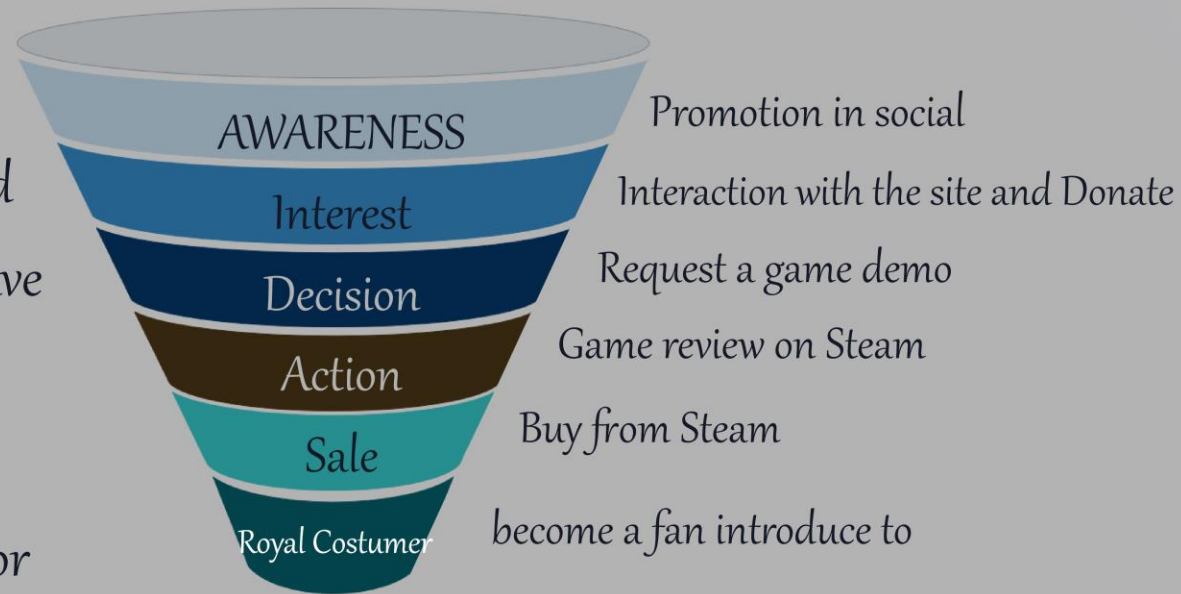 AWARENESS
Promotion in social
Interest
Interaction with the site and Donate
Decision
Request a game demo
Action
Game review on Steam
Sale
Buy from Steam
Royal Costumer
become a fan introduce to